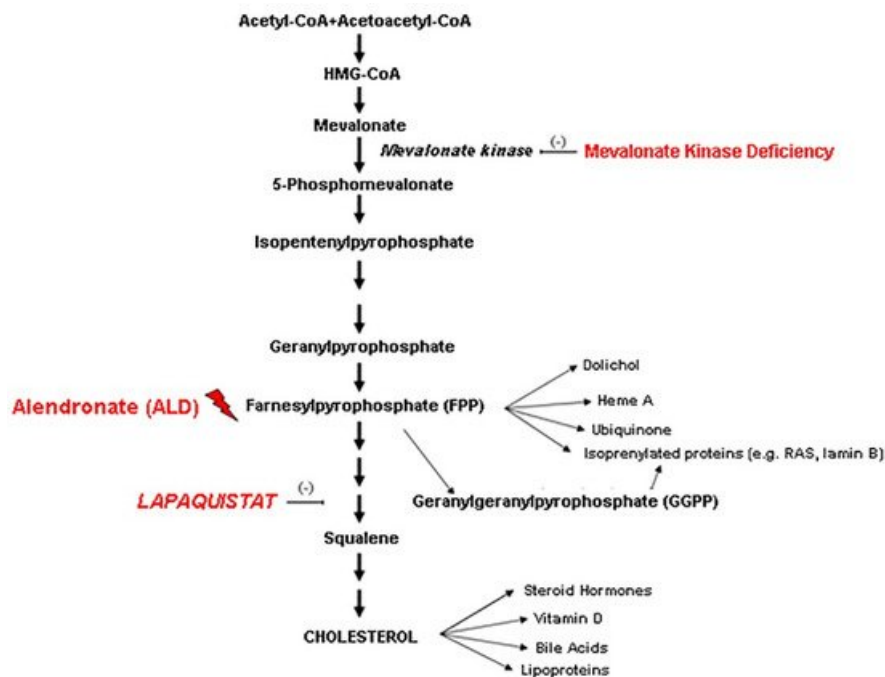 Acetyl-CoA+Acetoacetyl-CoA
HMG-CoA
Mevalonate
Mevalonate kinase
(-)
Mevalonate Kinase Deficiency
5-Phosphomevalonate
Isopentenylpyrophosphate
Geranylpyrophosphate
Dolichol
Alendronate (ALD)
Farnesylpyrophosphate (FPP)
Heme A
Ubiquinone
Isoprenylated proteins (e.g. RAS, lamin B)
LAPAQUISTAT
(-)
Geranylgeranylpyrophosphate (GGPP)
Squalene
Steroid Hormones
Vitamin D
CHOLESTEROL
Bile Acids
Lipoproteins